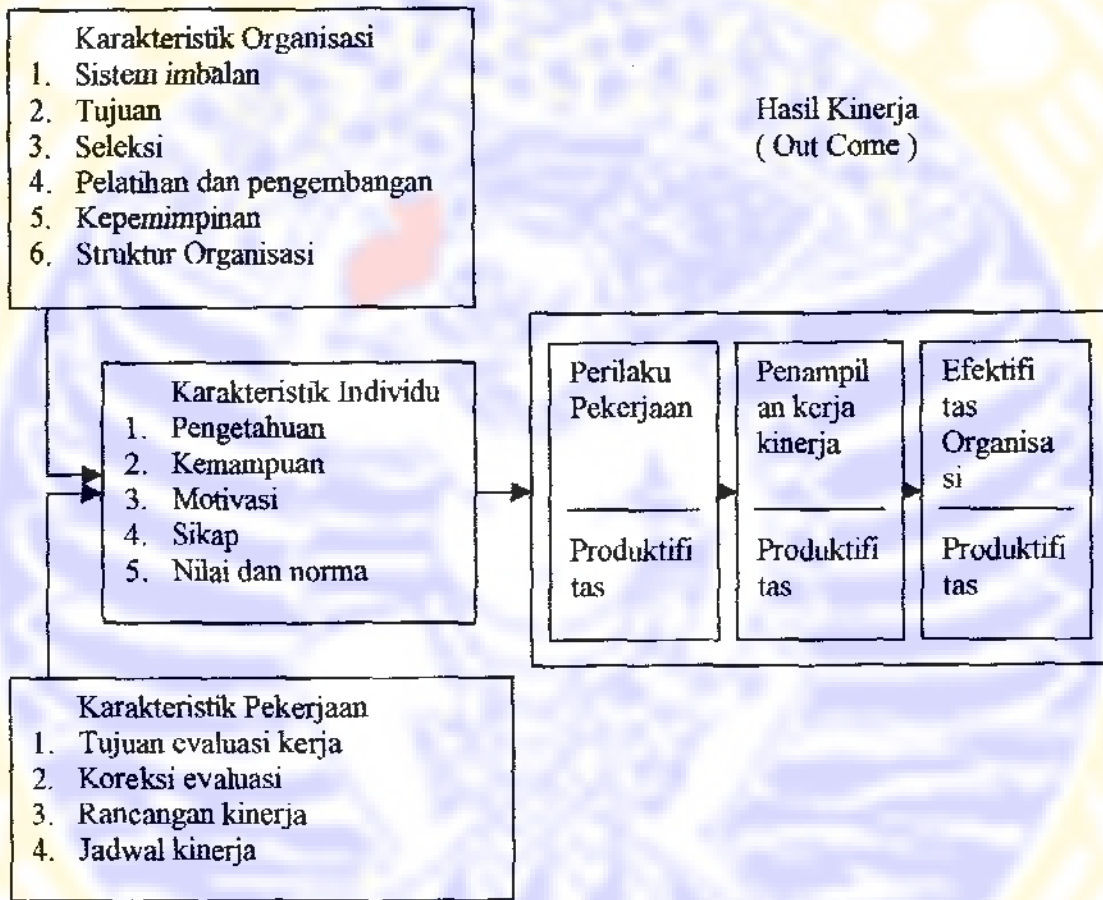 Karakteristik Organisasi
1. Sistem imbalan
2. Tujuan
3. Seleksi
4. Pelatihan dan pengembangan
5. Kepemimpinan
6. Struktur Organisasi
Hasil Kinerja
( Out Come )
Karakteristik Individu
1. Pengetahuan
2. Kemampuan
3. Motivasi
4. Sikap
5. Nilai dan norma
Perilaku
Pekerjaan
Produktifi
tas
Penampil
an kerja
kinerja
Produktifi
tas
Efektifi
tas
Organisa
si
Produktifi
tas
Karakteristik Pekerjaan
1. Tujuan evaluasi kerja
2. Koreksi evaluasi
3. Rancangan kinerja
4. Jadwal kinerja